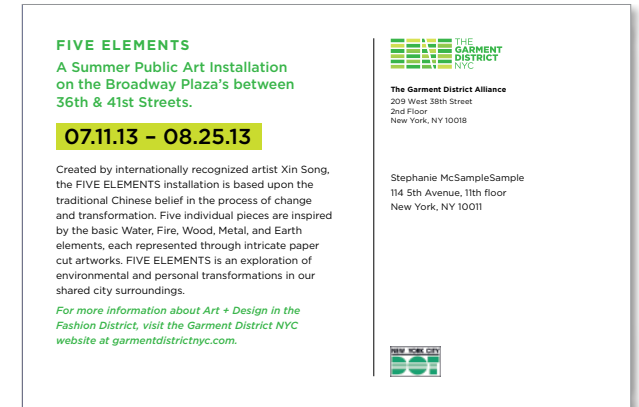 FIVE ELEMENTS
A Summer Public Art Installation
on the Broadway Plaza's between
36th & 41st Streets.
07.11.13 – 08.25.13
Created by internationally recognized artist Xin Song,
the FIVE ELEMENTS installation is based upon the
traditional Chinese belief in the process of change
and transformation. Five individual pieces are inspired
by the basic Water, Fire, Wood, Metal, and Earth
elements, each represented through intricate paper
cut artworks. FIVE ELEMENTS is an exploration of
environmental and personal transformations in our
shared city surroundings.
For more information about Art + Design in the
Fashion District, visit the Garment District NYC
website at garmentdistrictnyc.com.
THE
GARMENT
DISTRICT
NYC
The Garment District Alliance
209 West 38th Street
2nd Floor
New York, NY 10018
Stephanie McSampleSample
114 5th Avenue, 11th floor
New York, NY 10011
NEW YORK CITY
DOT